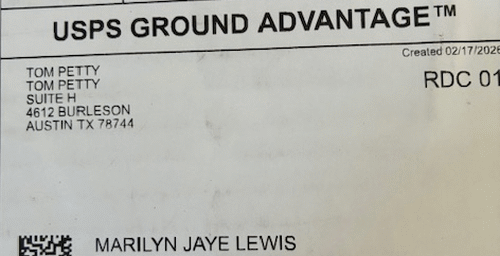 USPS GROUND ADVANTAGE™
Created 02/17/2026
TOM PETTY
RDC 01
TOM PETTY
SUITE H
4612 BURLESON
AUSTIN TX 78744
MARILYN JAYE LEWIS